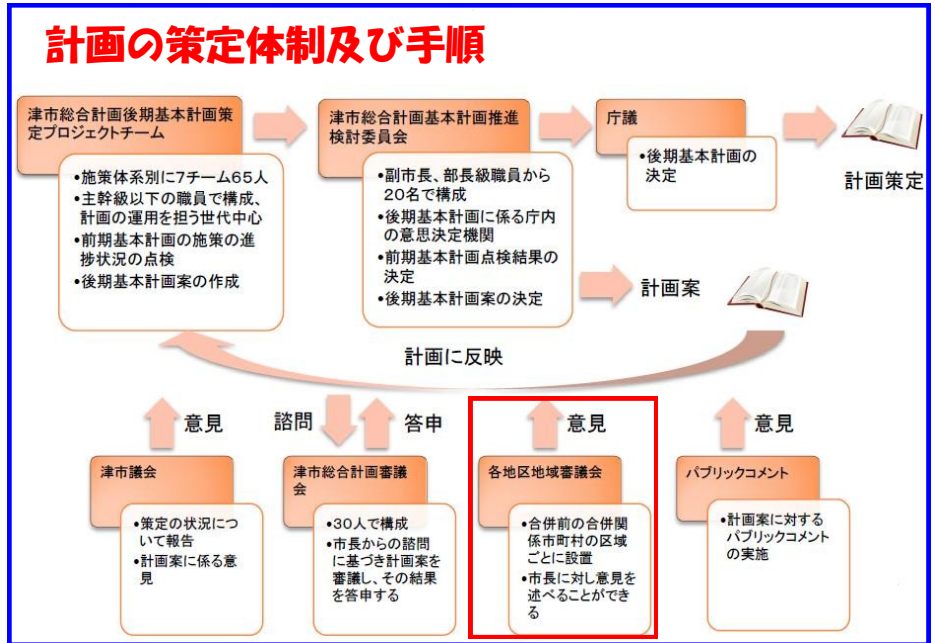 計画の策定体制及び手順
津市総合計画後期基本計画策
定プロジェクトチーム
•施策体系別に7チーム65人
•主幹級以下の職員で構成、
計画の運用を担う世代中心
•前期基本計画の施策の進
捗状況の点検
•後期基本計画案の作成
津市総合計画基本計画推進
検討委員会
•副市長、部長級職員から
20名で構成
•後期基本計画に係る庁内
の意思決定機関
•前期基本計画点検結果の
決定
•後期基本計画案の決定
庁議
•後期基本計画の
決定
計画策定
計画案
計画に反映
意見
諮問
答申
意見
意見
津市議会
•策定の状況につ
いて報告
•計画案に係る意
見
津市総合計画審議
会
•30人で構成
•市長からの諮問
に基づき計画案を
審議し、その結果
を答申する
各地区地域審議会
•合併前の合併関
係市町村の区域
ごとに設置
•市長に対し意見を
述べることができ
る
パブリックコメント
•計画案に対する
パブリックコメント
の実施